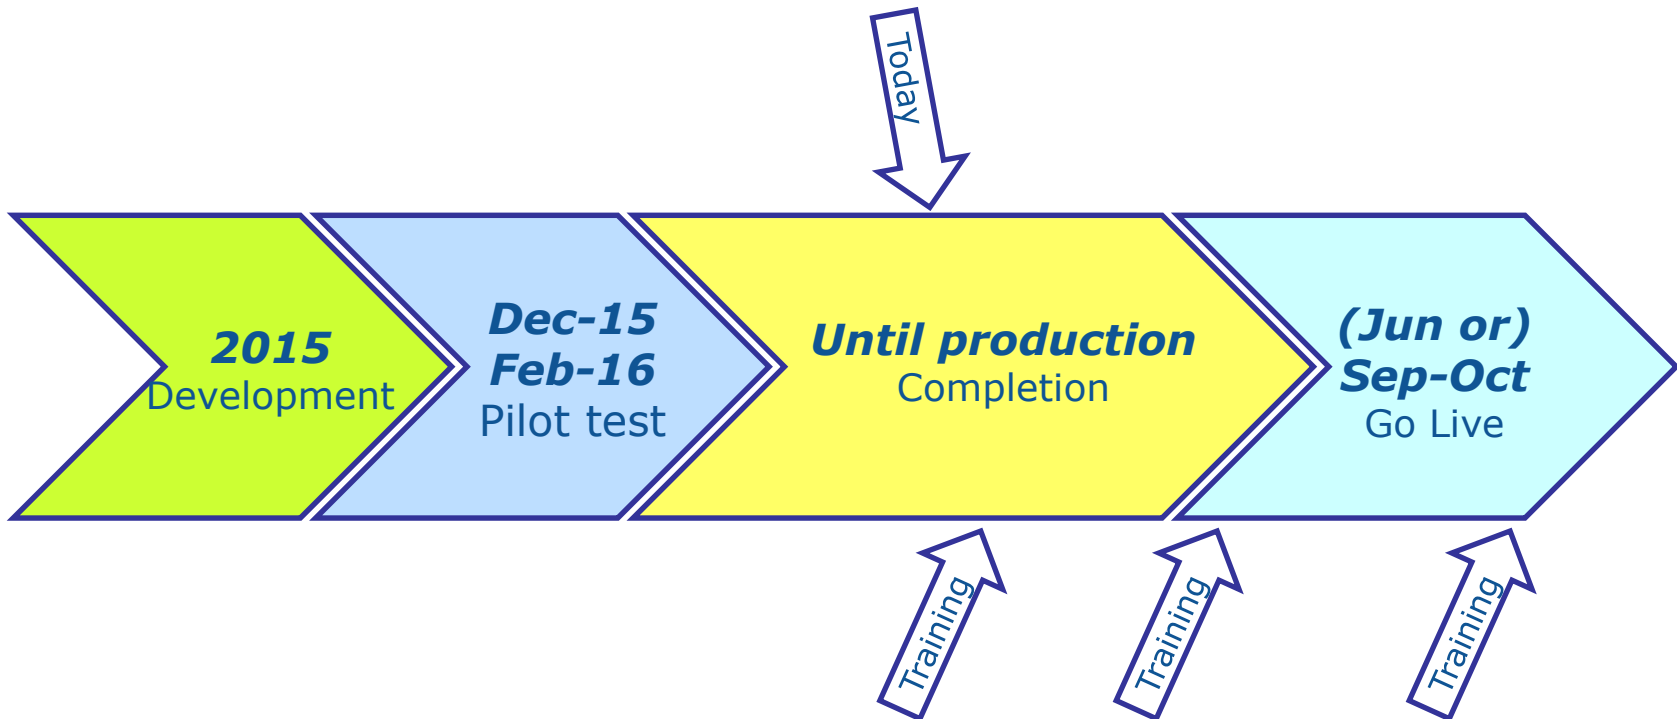 Today
2015
Development
Dec-15
Feb-16
Pilot test
Until production
Completion
(Jun or)
Sep-Oct
Go Live
Training
Training
Training